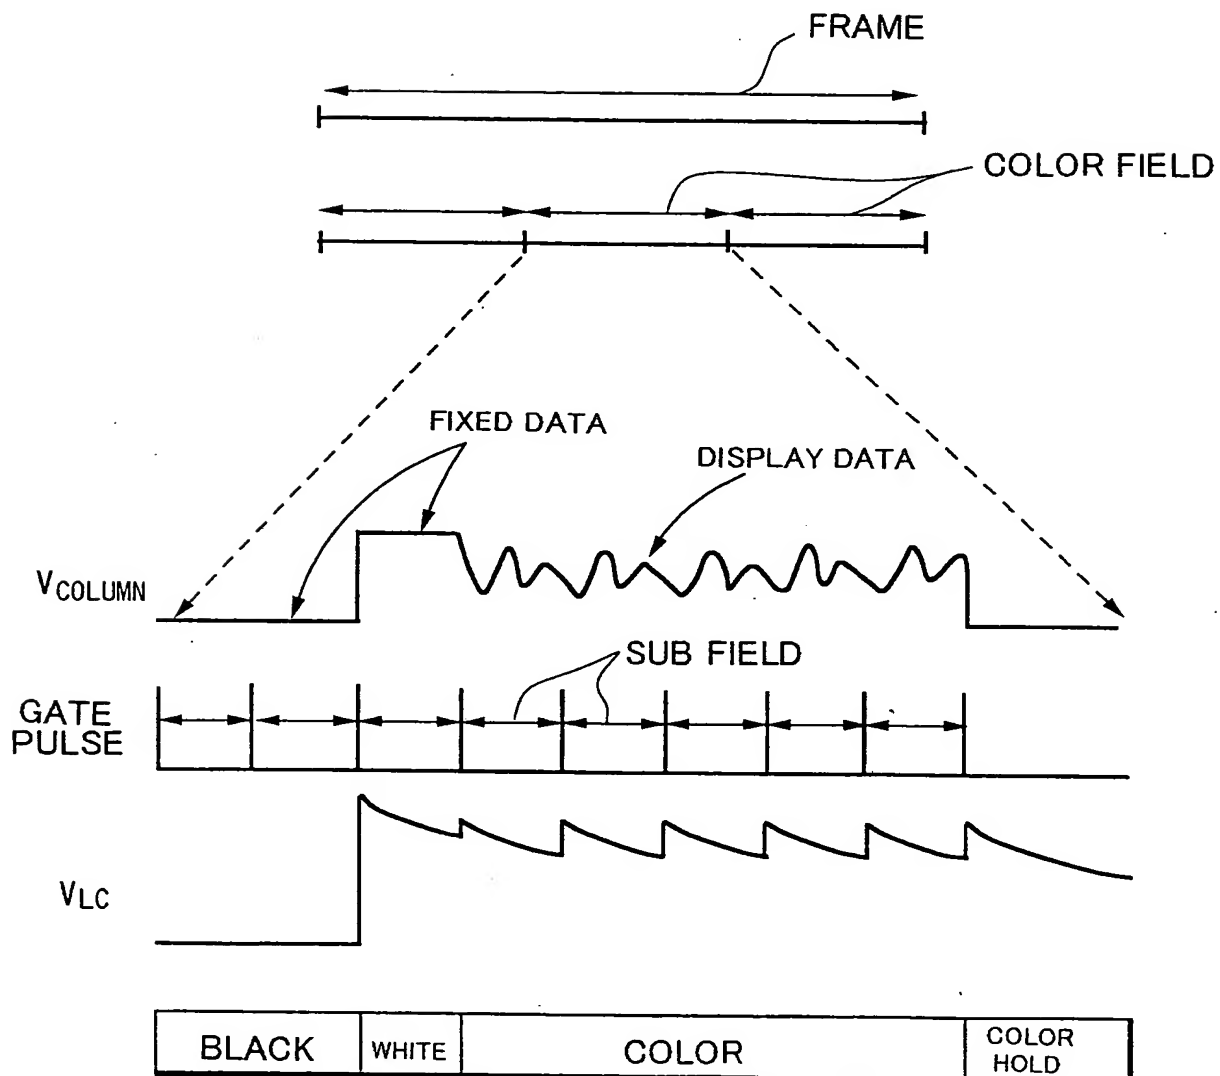 FRAME
COLOR FIELD
FIXED DATA
DISPLAY DATA
VCOLUMN
SUB FIELD
GATE
PULSE
VLC
BLACK
WHITE
COLOR
COLOR
HOLD